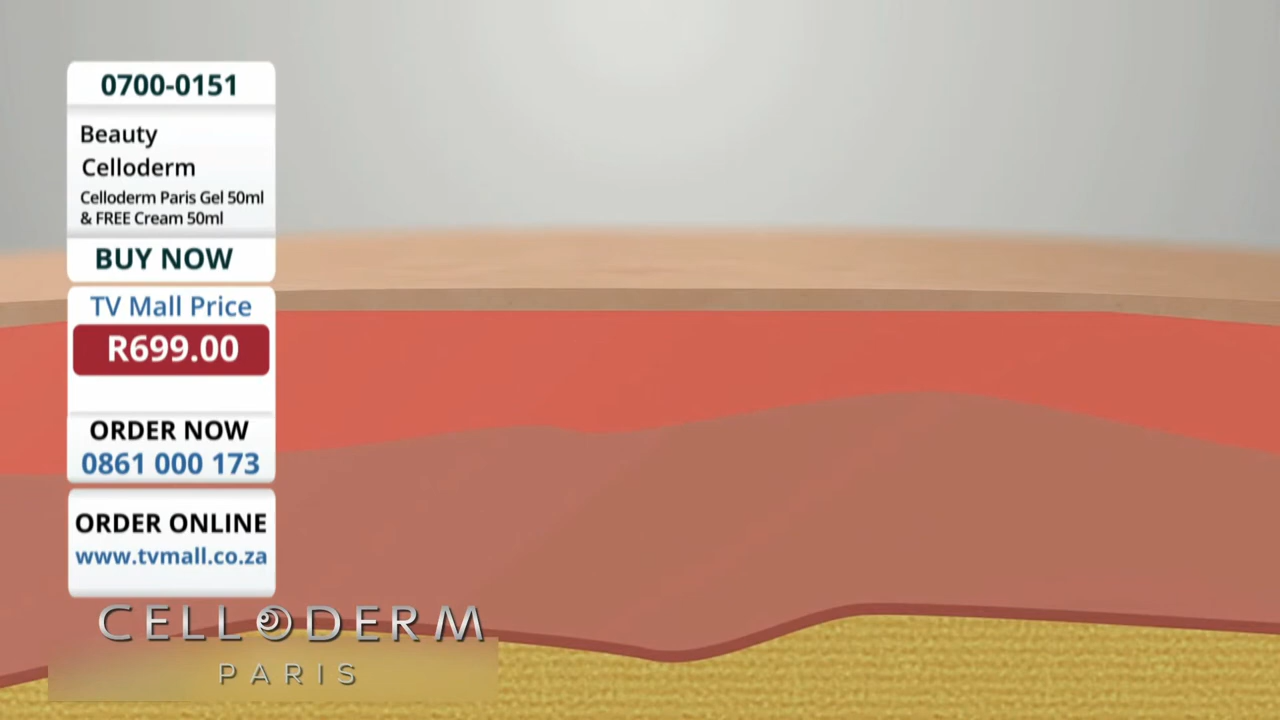 0700-0151
Beauty
Celloderm
Celloderm Paris Gel 50ml
& FREE Cream 50ml
BUY NOW
TV Mall Price
R699.00
ORDER NOW
0861 000 173
ORDER ONLINE
www.tvmall.co.za
CELLODERM
PARIS